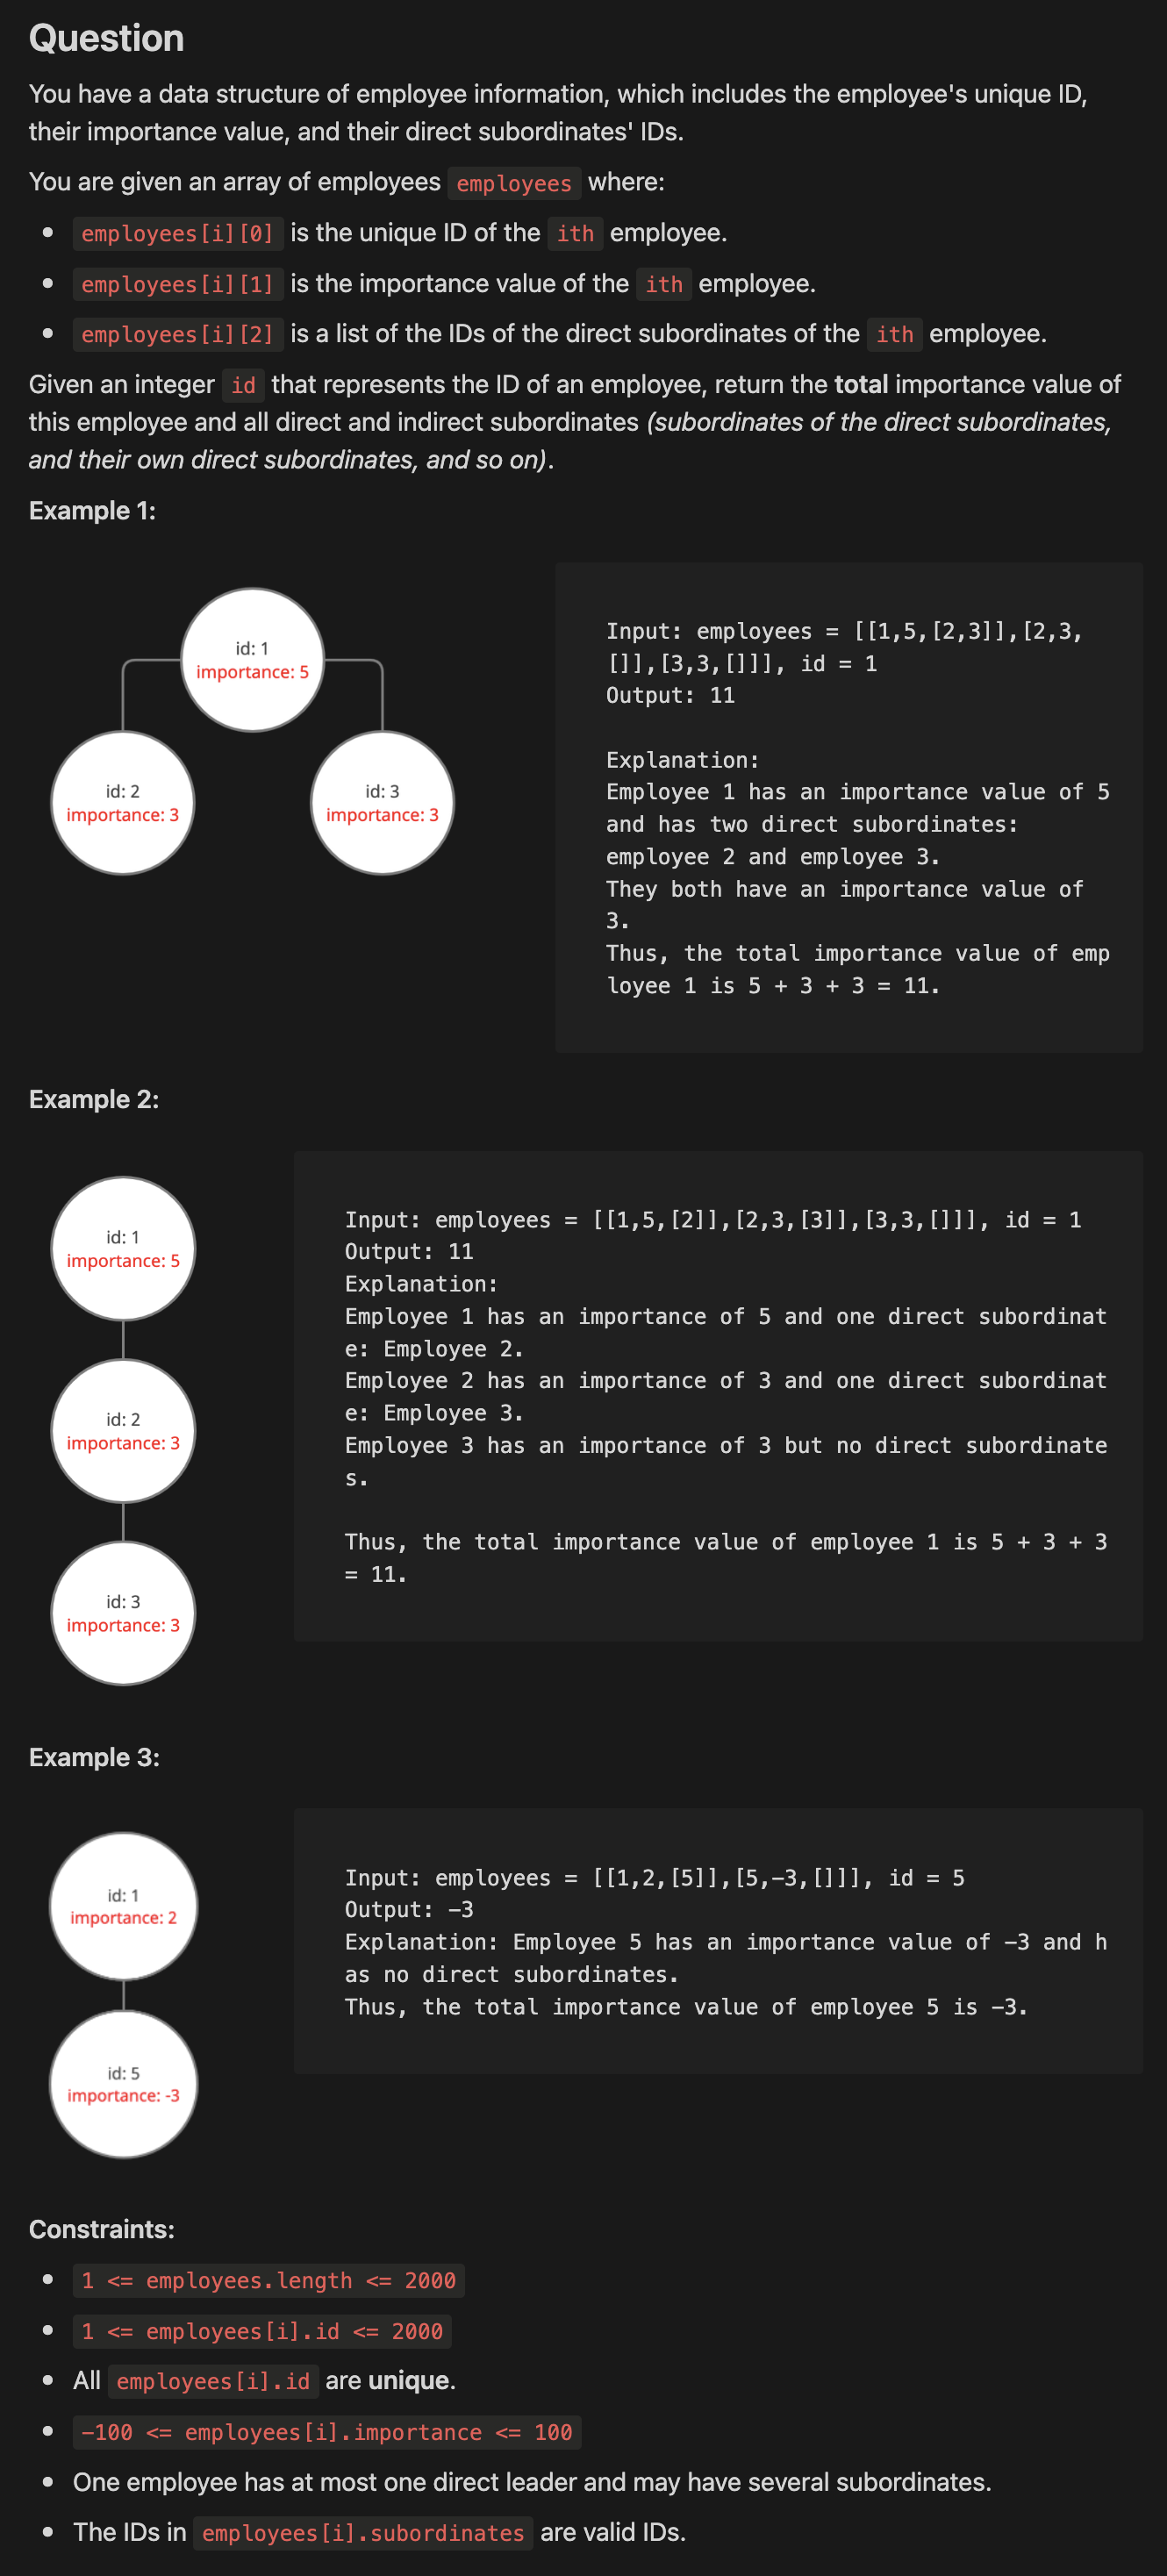 Question
You have a data structure of employee information, which includes the employee's unique ID,
their importance value, and their direct subordinates' IDs.
You are given an array of employees employees where:
• employees[i][0] is the unique ID of the ith employee.
• employees[i][1] is the importance value of the ith employee.
• employees[i][2] is a list of the IDs of the direct subordinates of the ith employee.
Given an integer id that represents the ID of an employee, return the total importance value of
this employee and all direct and indirect subordinates (subordinates of the direct subordinates,
and their own direct subordinates, and so on).
Example 1:
id: 1
importance: 5
id: 2
importance: 3
id: 3
importance: 3
Input: employees = [[1,5,[2,3]],[2,3,
[]],[3,3,[]]], id = 1
Output: 11
Explanation:
Employee 1 has an importance value of 5
and has two direct subordinates:
employee 2 and employee 3.
They both have an importance value of
3.
Thus, the total importance value of emp
loyee 1 is 5 + 3 + 3 = 11.
Example 2:
id: 1
importance: 5
id: 2
importance: 3
id: 3
importance: 3
Input: employees = [[1,5,[2]],[2,3,[3]],[3,3,[]]], id = 1
Output: 11
Explanation:
Employee 1 has an importance of 5 and one direct subordinat
e: Employee 2.
Employee 2 has an importance of 3 and one direct subordinat
e: Employee 3.
Employee 3 has an importance of 3 but no direct subordinate
s.
Thus, the total importance value of employee 1 is 5 + 3 + 3
= 11.
Example 3:
id: 1
importance: 2
id: 5
importance: -3
Input: employees = [[1,2,[5]],[5,-3,[]]], id = 5
Output: -3
Explanation: Employee 5 has an importance value of -3 and h
as no direct subordinates.
Thus, the total importance value of employee 5 is -3.
Constraints:
• 1 <= employees.length <= 2000
• 1 <= employees[i].id <= 2000
• All employees[i].id are unique.
• -100 <= employees[i].importance <= 100
• One employee has at most one direct leader and may have several subordinates.
• The IDs in employees[i].subordinates are valid IDs.